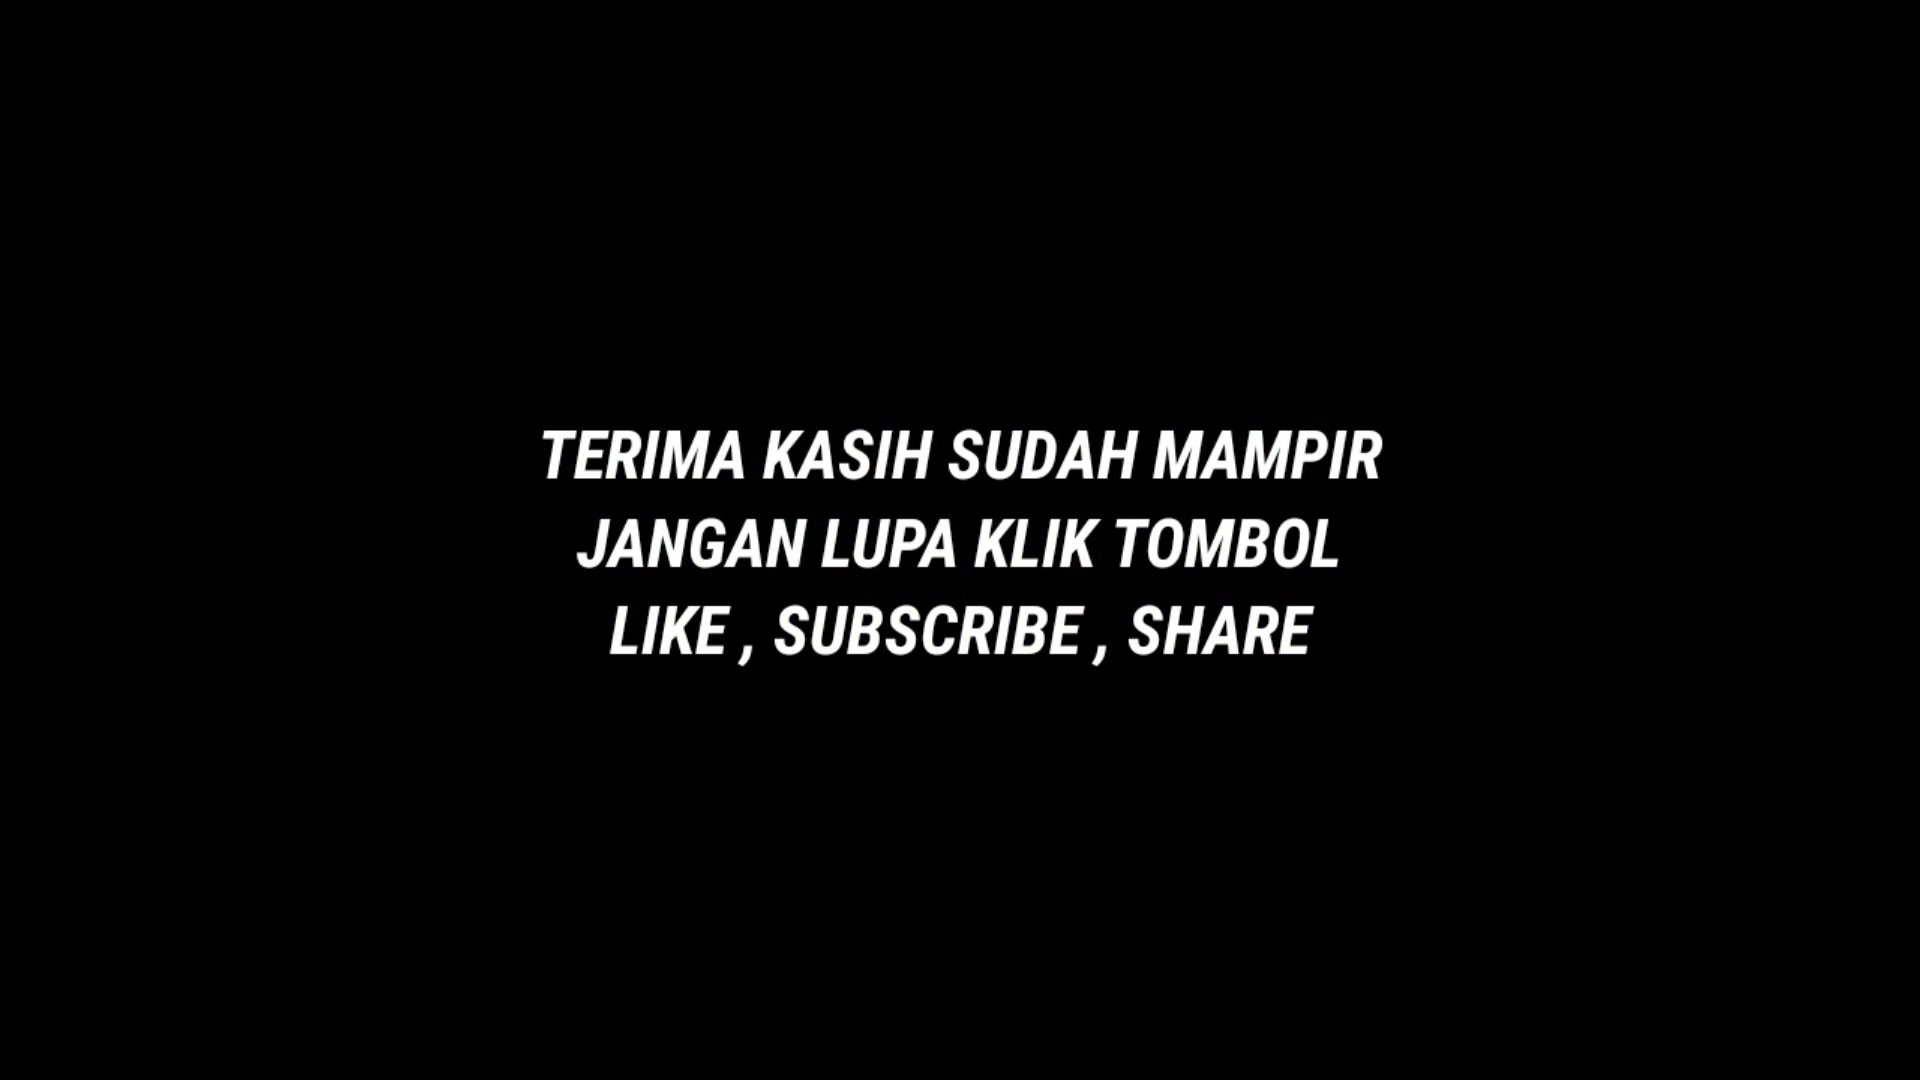 TERIMA KASIH SUDAH MAMPIR
JANGAN LUPA KLIK TOMBOL
LIKE , SUBSCRIBE , SHARE